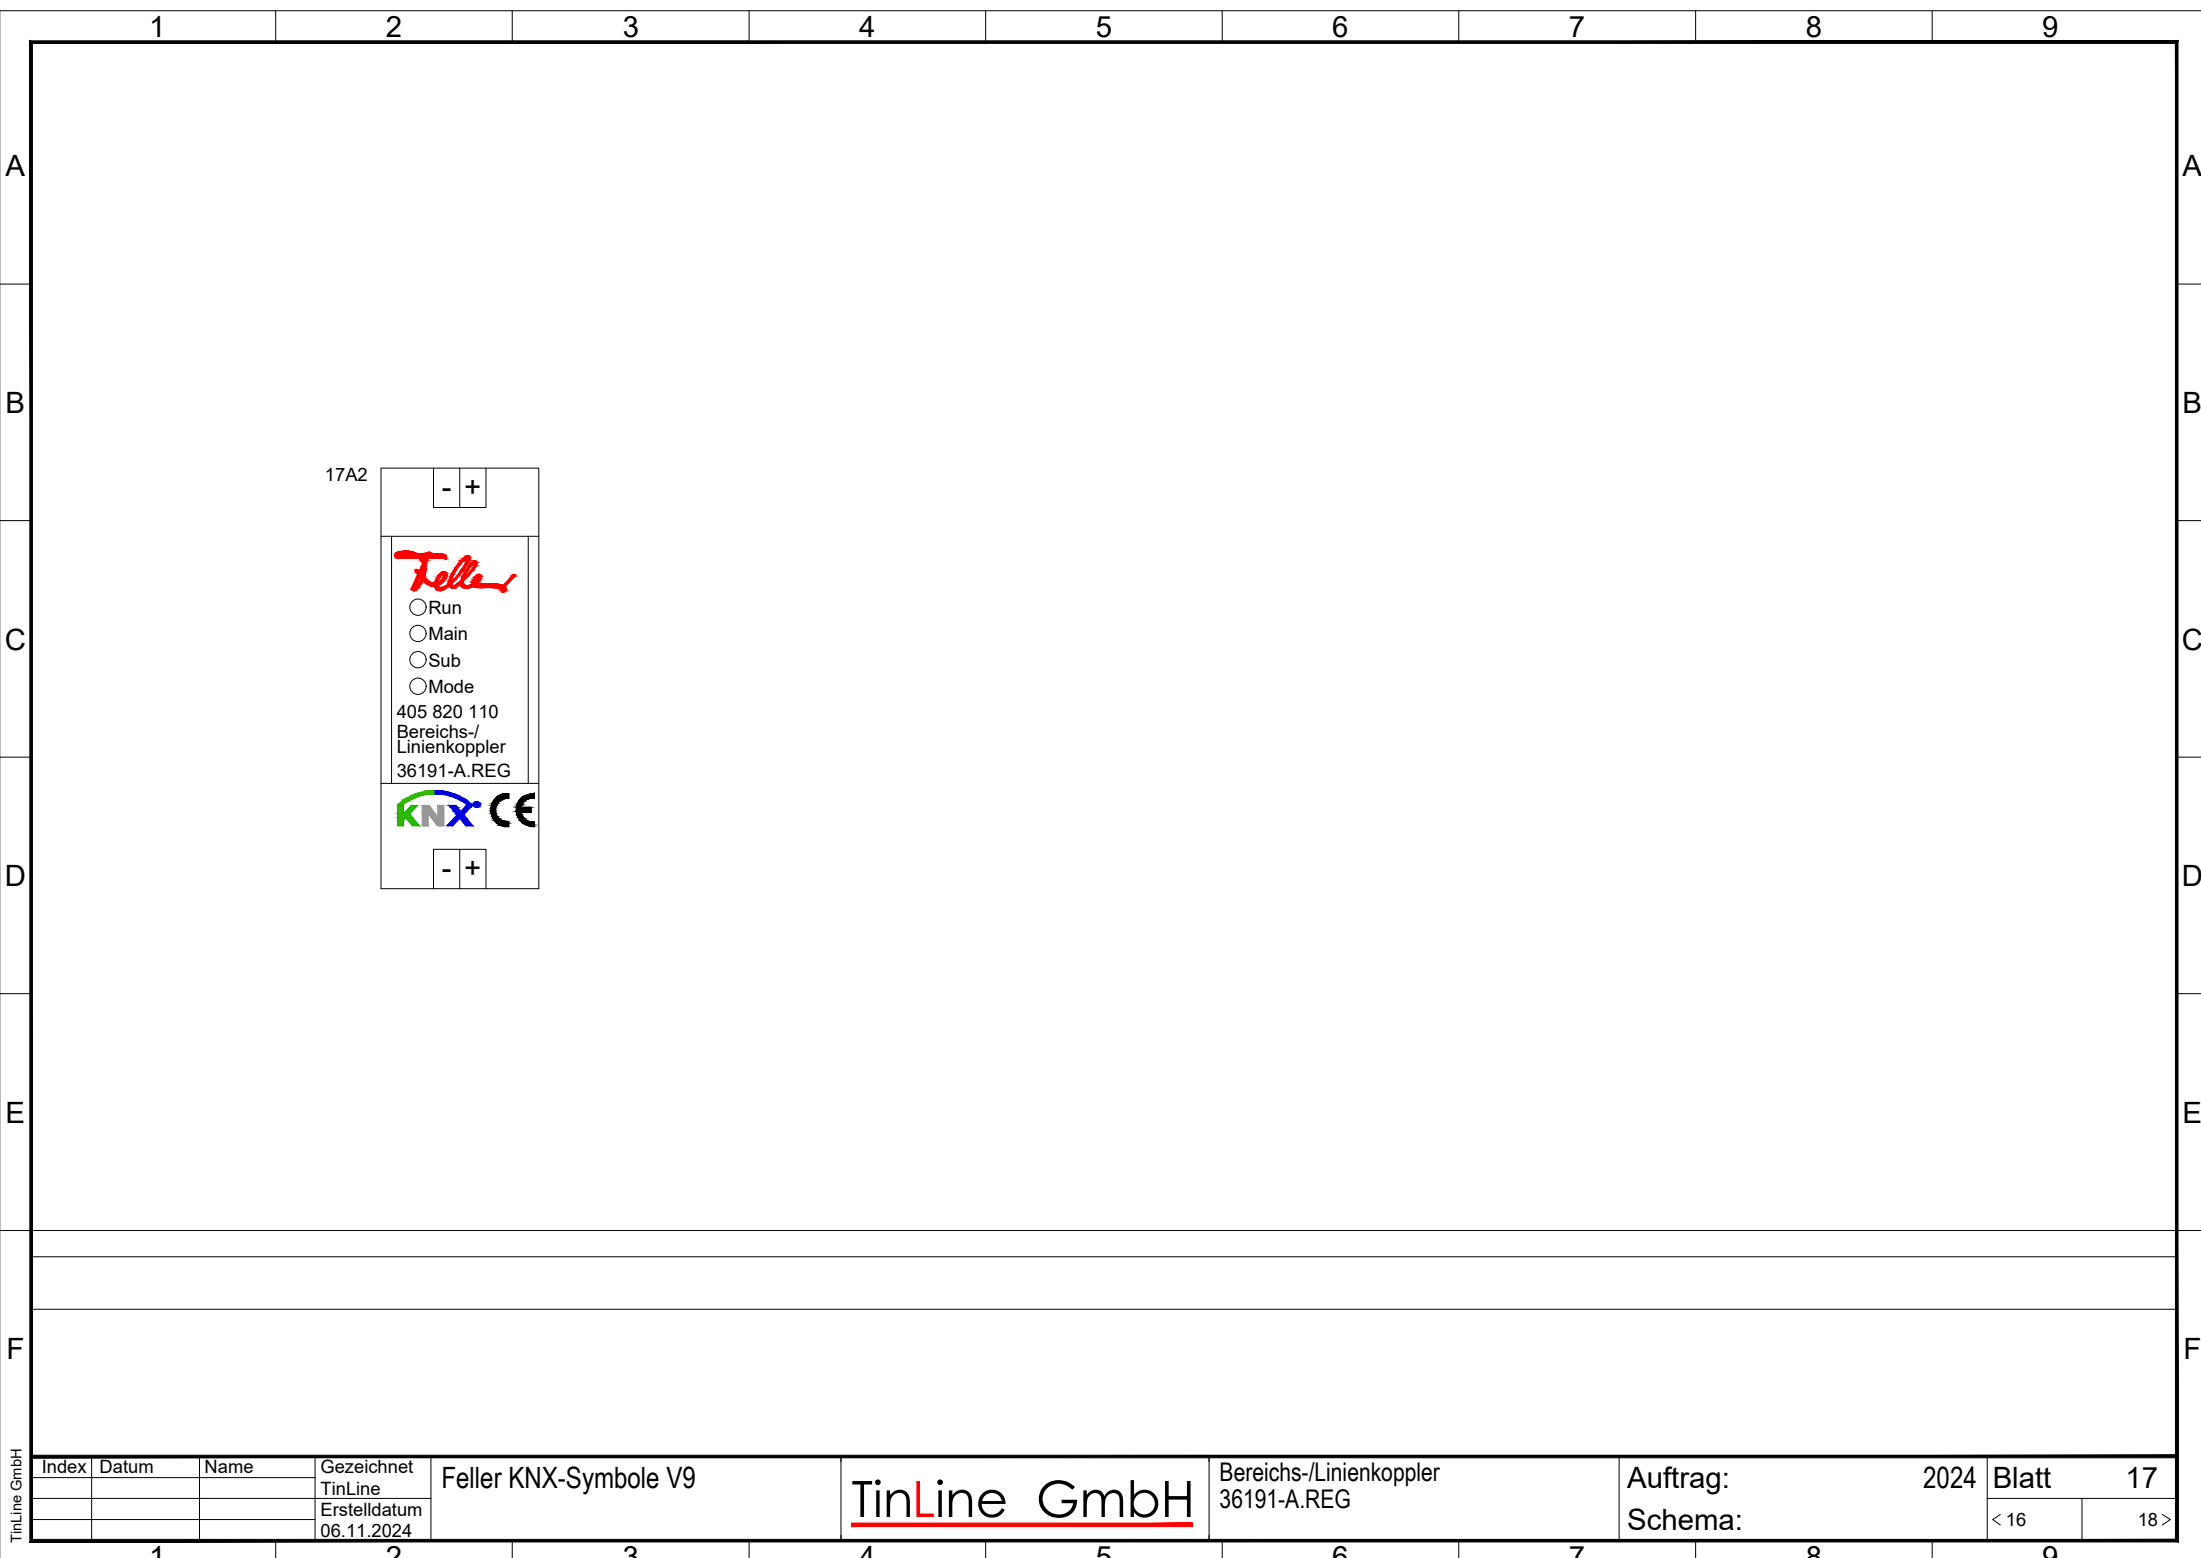 1 2 3 4 5 6 7 8 9
A A
B B
17A2
- +
Feller
Run
Main
C C
Sub
Mode
405 820 110
Bereichs-/
Linienkoppler
36191-A.REG
KNX CE
- +
D D
E E
F F
TinLine GmbH
Index Datum Name
Gezeichnet
TinLine
Erstelldatum
06.11.2024
Feller KNX-Symbole V9
TinLine GmbH
Bereichs-/Linienkoppler
36191-A.REG
Auftrag: 2024
Schema:
Blatt 17
< 16 18 >
1 2 3 4 5 6 7 8 9